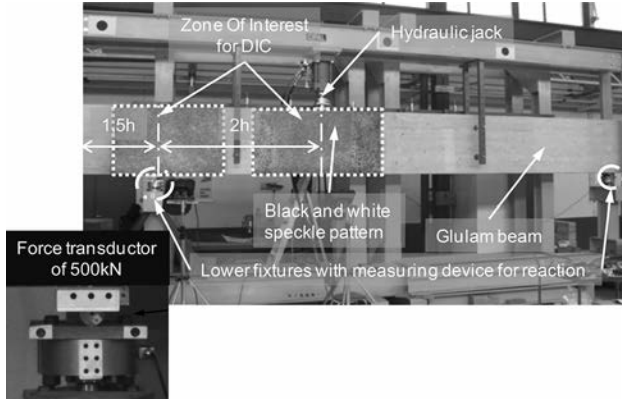 Zone Of Interest
for DIC
Hydraulic jack
1.5h
2h
Black and white
speckle pattern
Glulam beam
Force transductor
of 500kN
Lower fixtures with measuring device for reaction